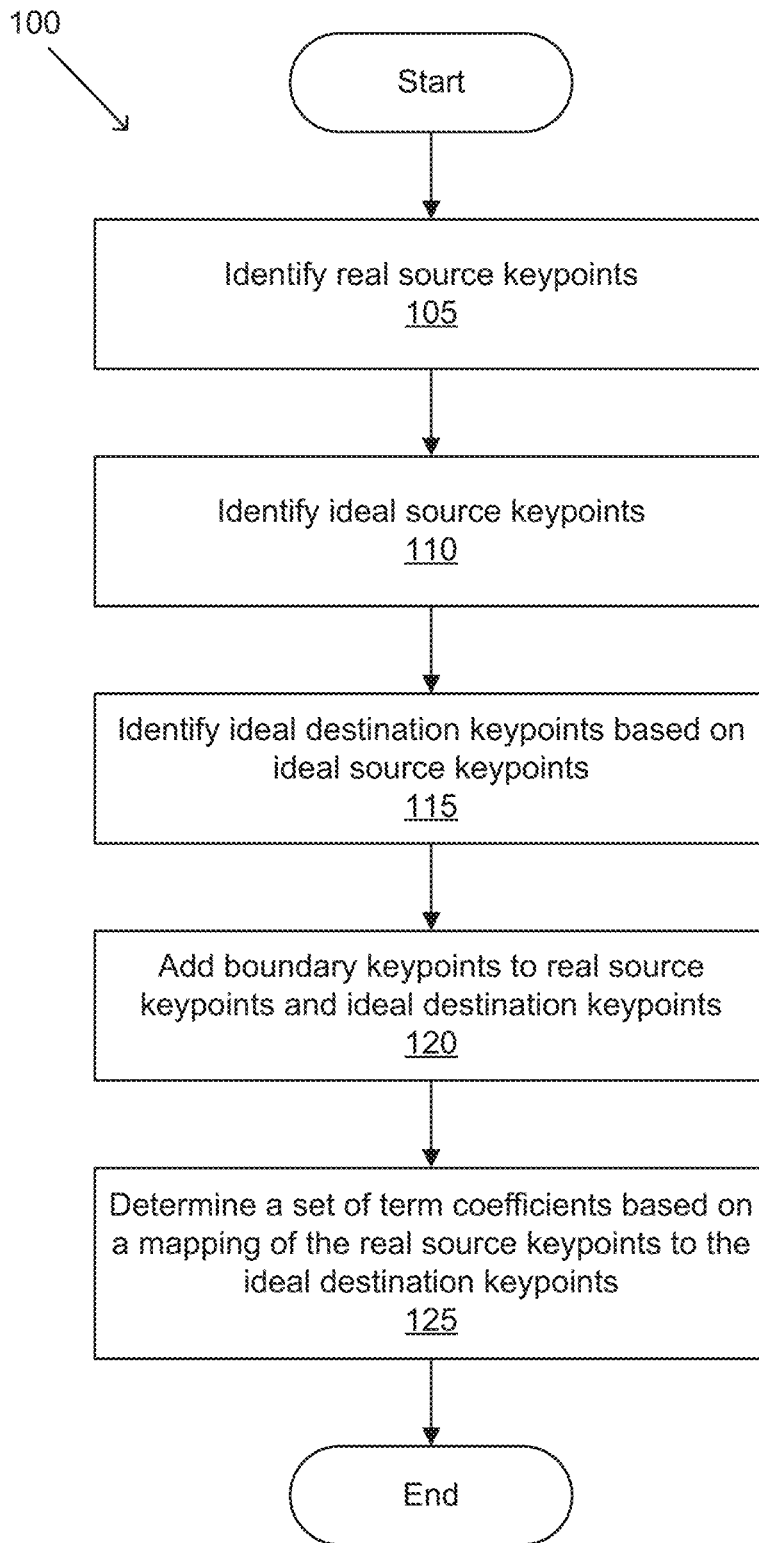 100
Start
Identify real source keypoints
105
Identify ideal source keypoints
110
Identify ideal destination keypoints based on
ideal source keypoints
115
Add boundary keypoints to real source
keypoints and ideal destination keypoints
120
Determine a set of term coefficients based on
a mapping of the real source keypoints to the
ideal destination keypoints
125
End